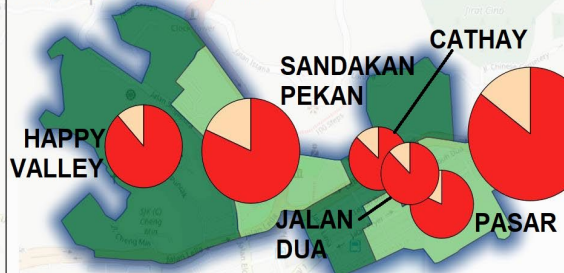 CATHAY
SANDAKAN
PEKAN
HAPPY
VALLEY
JALAN
DUA
PASAR